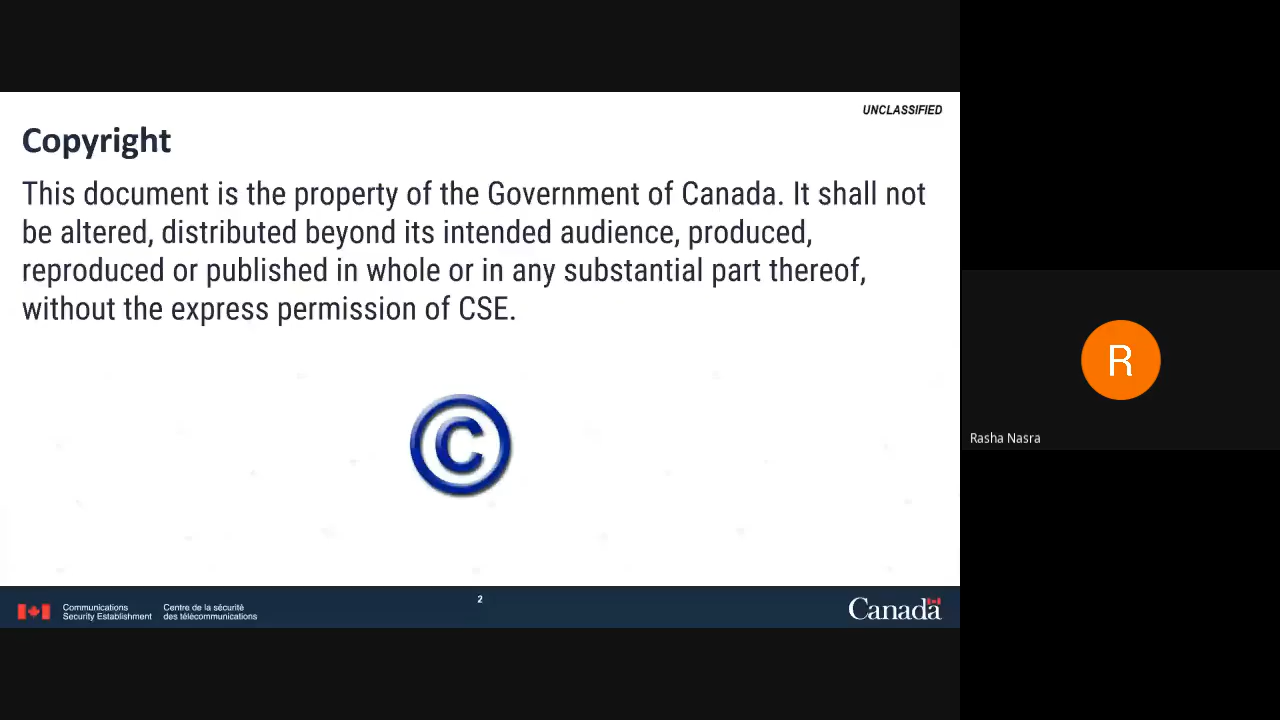 UNCLASSIFIED
Copyright
This document is the property of the Government of Canada. It shall not
be altered, distributed beyond its intended audience, produced,
reproduced or published in whole or in any substantial part thereof,
without the express permission of CSE.
©
R
Rasha Nasra
2
Communications
Security Establishment
Centre de la sécurité
des télécommunications
Canada